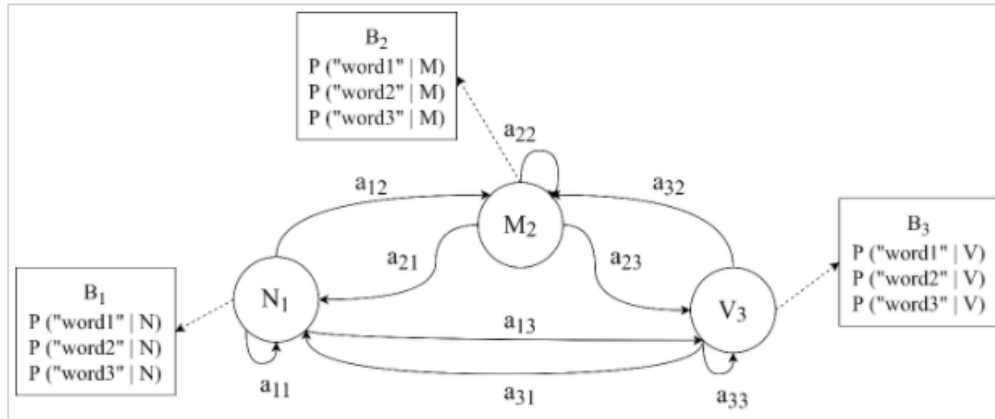 B₂
P ("word1" | M)
P ("word2" | M)
P ("word3" | M)
a₂₂
a₁₂
a₃₂
M₂
B₃
P ("word1" | V)
P ("word2" | V)
P ("word3" | V)
a₂₁
a₂₃
B₁
P ("word1" | N)
P ("word2" | N)
P ("word3" | N)
N₁
V₃
a₁₃
a₁₁
a₃₁
a₃₃